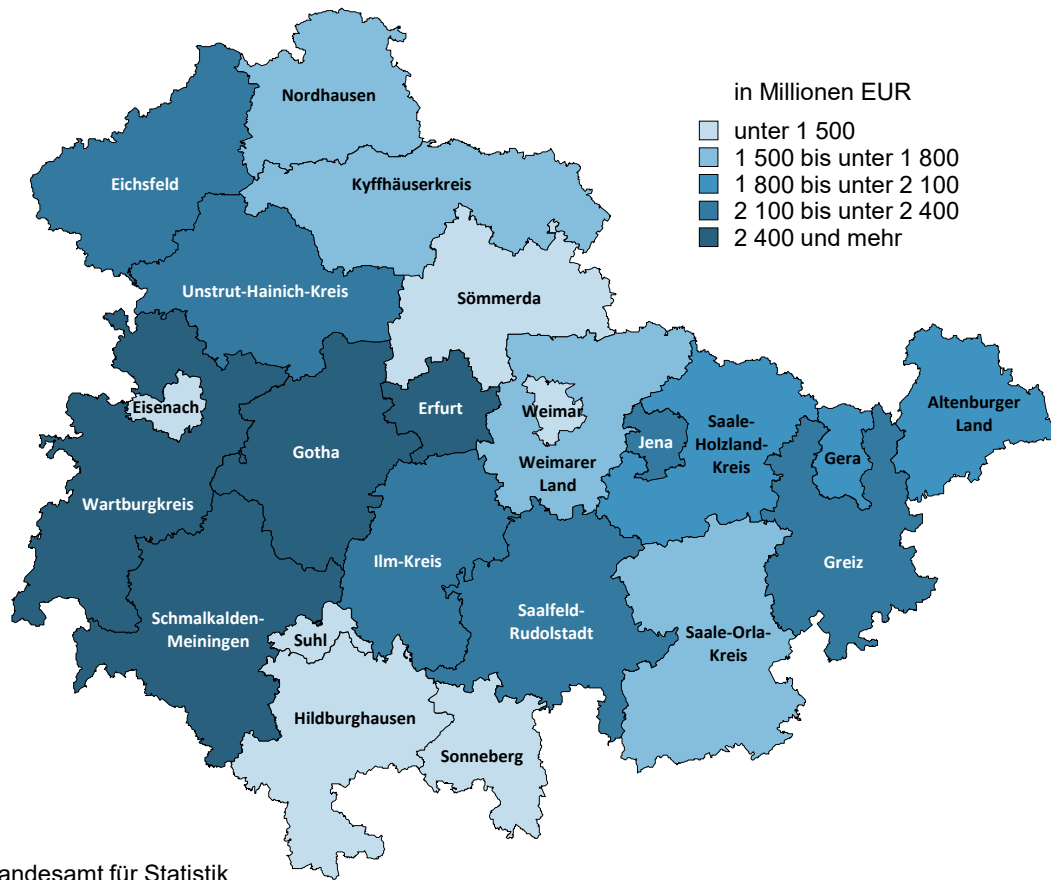 in Millionen EUR
unter 1 500
1 500 bis unter 1 800
1 800 bis unter 2 100
2 100 bis unter 2 400
2 400 und mehr
Nordhausen
Eichsfeld
Kyffhäuserkreis
Unstrut-Hainich-Kreis
Sömmerda
Eisenach
Erfurt
Weimar
Gotha
Weimarer
Land
Jena
Saale-
Holzland-
Kreis
Gera
Altenburger
Land
Wartburgkreis
Ilm-Kreis
Greiz
Schmalkalden-
Meiningen
Suhl
Saalfeld-
Rudolstadt
Saale-Orla-
Kreis
Hildburghausen
Sonneberg
andesamt für Statistik